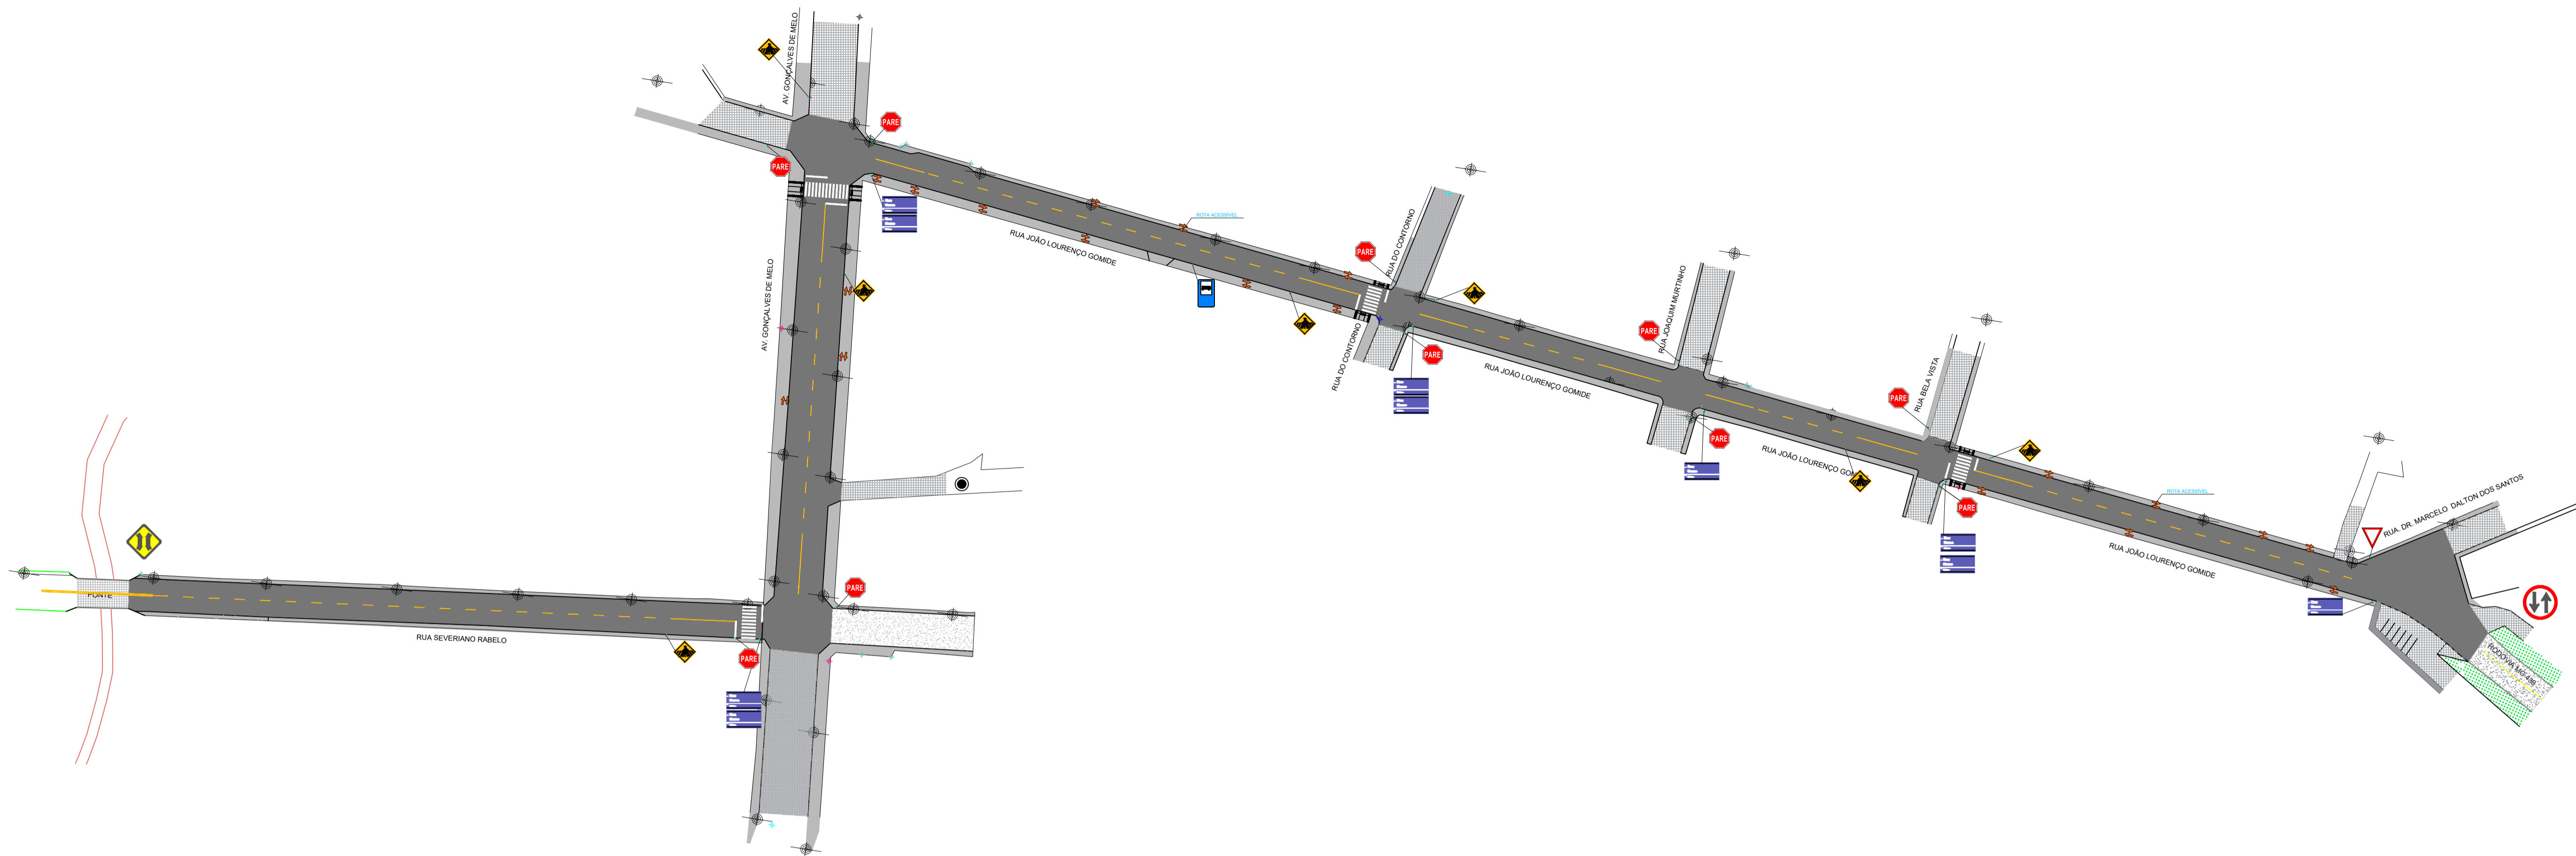 AV. GONÇALVES DE MELO
PARE
PARE
ROTA ACESSÍVEL
RUA JOÃO LOURENÇO GOMIDE
AV. GONÇALVES DE MELO
PARE
RUA DO CONTORNO
RUA DO CONTORNO
PARE
RUA JOÃO LOURENÇO GOMIDE
PARE
RUA JOAQUIM MURTINHO
PARE
RUA JOÃO LOURENÇO GO
PARE
RUA BELA VISTA
PARE
ROTA ACESSÍVEL
RUA JOÃO LOURENÇO GOMIDE
RUA. DR. MARCELO DALTON DOS SANTOS
RODOVIA MG-438
PONTE
RUA SEVERIANO RABELO
PARE
PARE